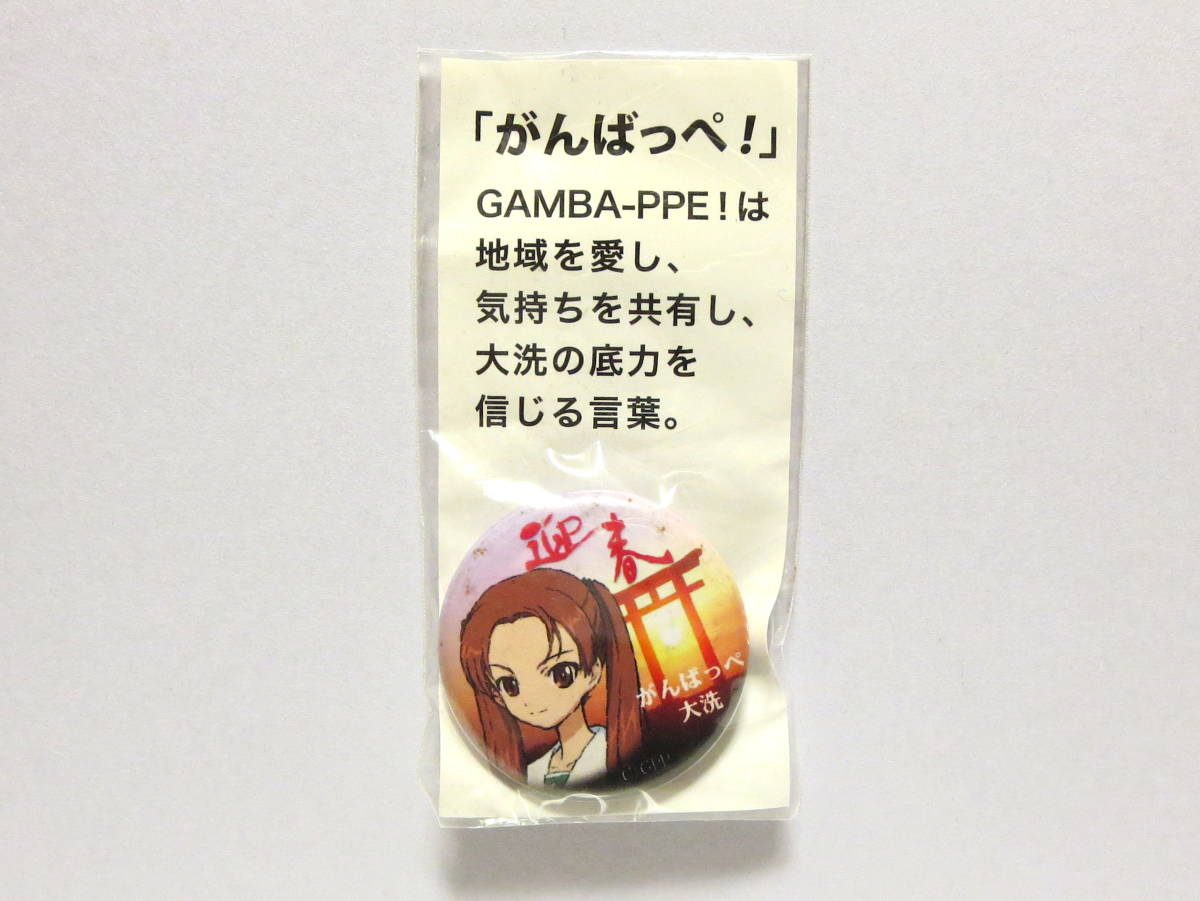 「がんばっぺ！」
GAMBA-PPE！は
地域を愛し、
気持ちを共有し、
大洗の底力を
信じる言葉。
迎春
がんばっぺ
大洗